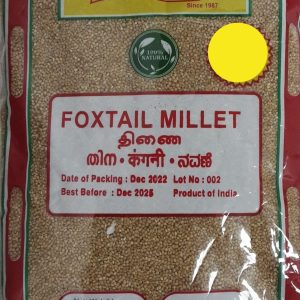 Since 1987
100%
NATURAL
FOXTAIL MILLET
திணை
തിന • कंगनी • ನವಣೆ
Date of Packing : Dec 2022 Lot No : 002
Best Before : Dec 2025 Product of India